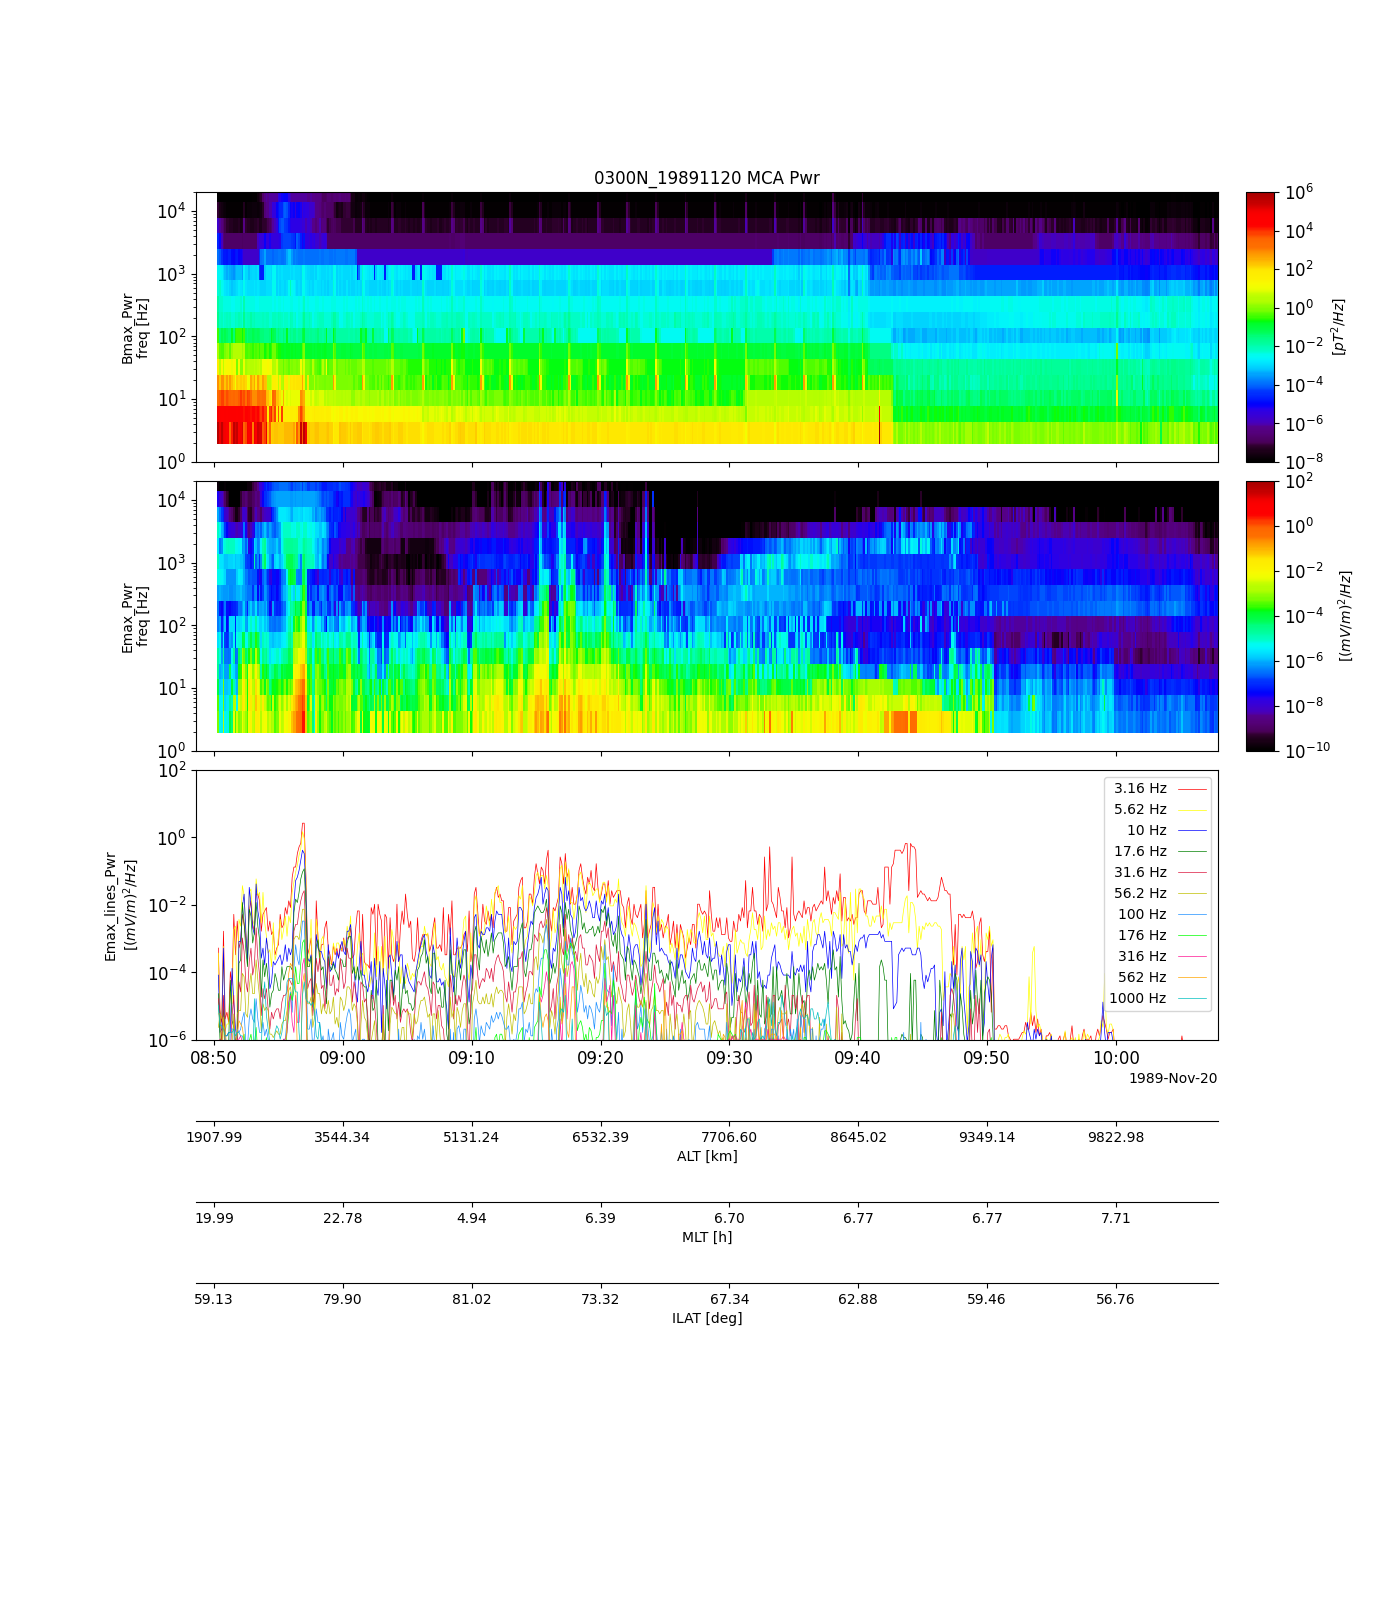 0300N_19891120 MCA Pwr
10^4
10^3
10^2
10^1
10^0
Bmax_Pwr
freq [Hz]
10^6
10^4
10^2
10^0
10^-2
10^-4
10^-6
10^-8
[pT^2/Hz]
10^4
10^3
10^2
10^1
10^0
Emax_Pwr
freq [Hz]
10^2
10^0
10^-2
10^-4
10^-6
10^-8
10^-10
[(mV/m)^2/Hz]
10^2
10^0
10^-2
10^-4
10^-6
Emax_lines_Pwr
[(mV/m)^2/Hz]
3.16 Hz
5.62 Hz
10 Hz
17.6 Hz
31.6 Hz
56.2 Hz
100 Hz
176 Hz
316 Hz
562 Hz
1000 Hz
08:50 09:00 09:10 09:20 09:30 09:40 09:50 10:00
1989-Nov-20
1907.99 3544.34 5131.24 6532.39 7706.60 8645.02 9349.14 9822.98
ALT [km]
19.99 22.78 4.94 6.39 6.70 6.77 6.77 7.71
MLT [h]
59.13 79.90 81.02 73.32 67.34 62.88 59.46 56.76
ILAT [deg]